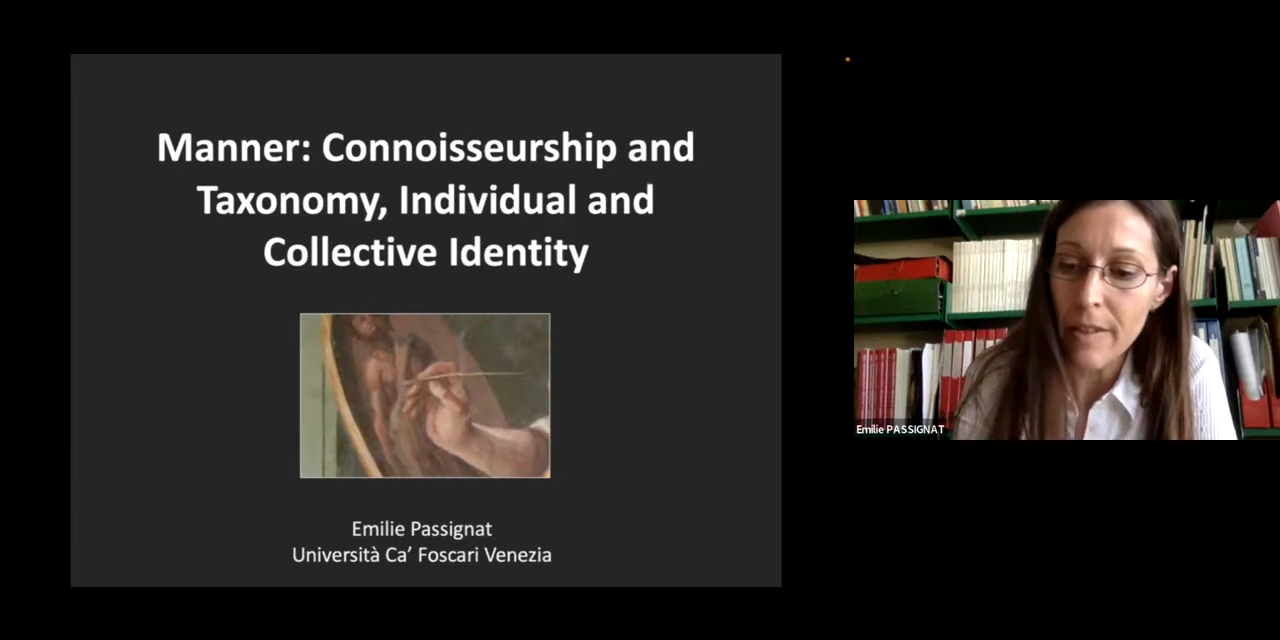 Manner: Connoisseurship and
Taxonomy, Individual and
Collective Identity
Emilie Passignat
Università Ca’ Foscari Venezia
Emilie PASSIGNAT